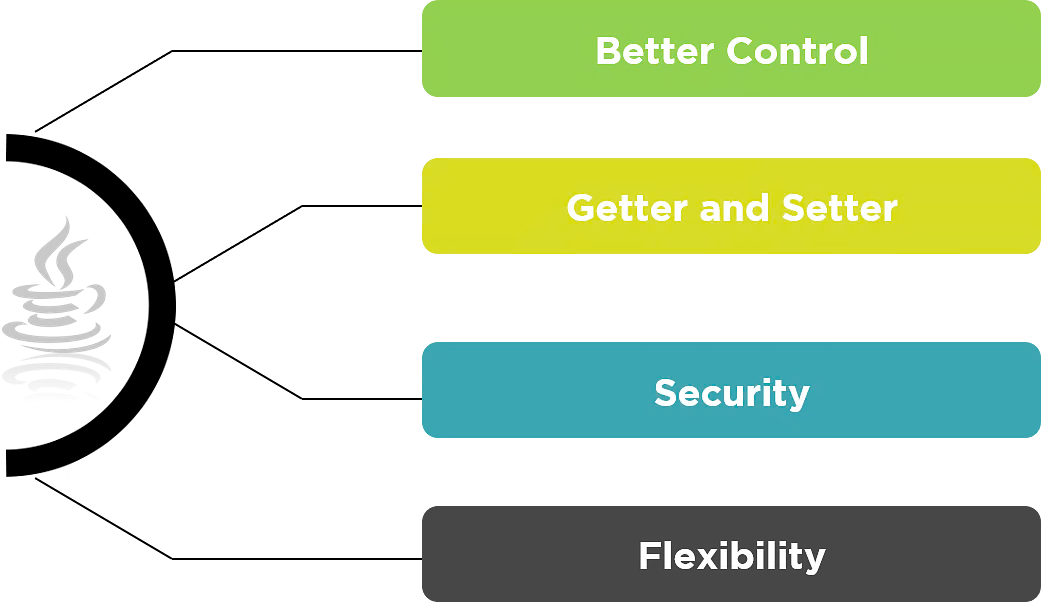 Better Control
Getter and Setter
Security
Flexibility